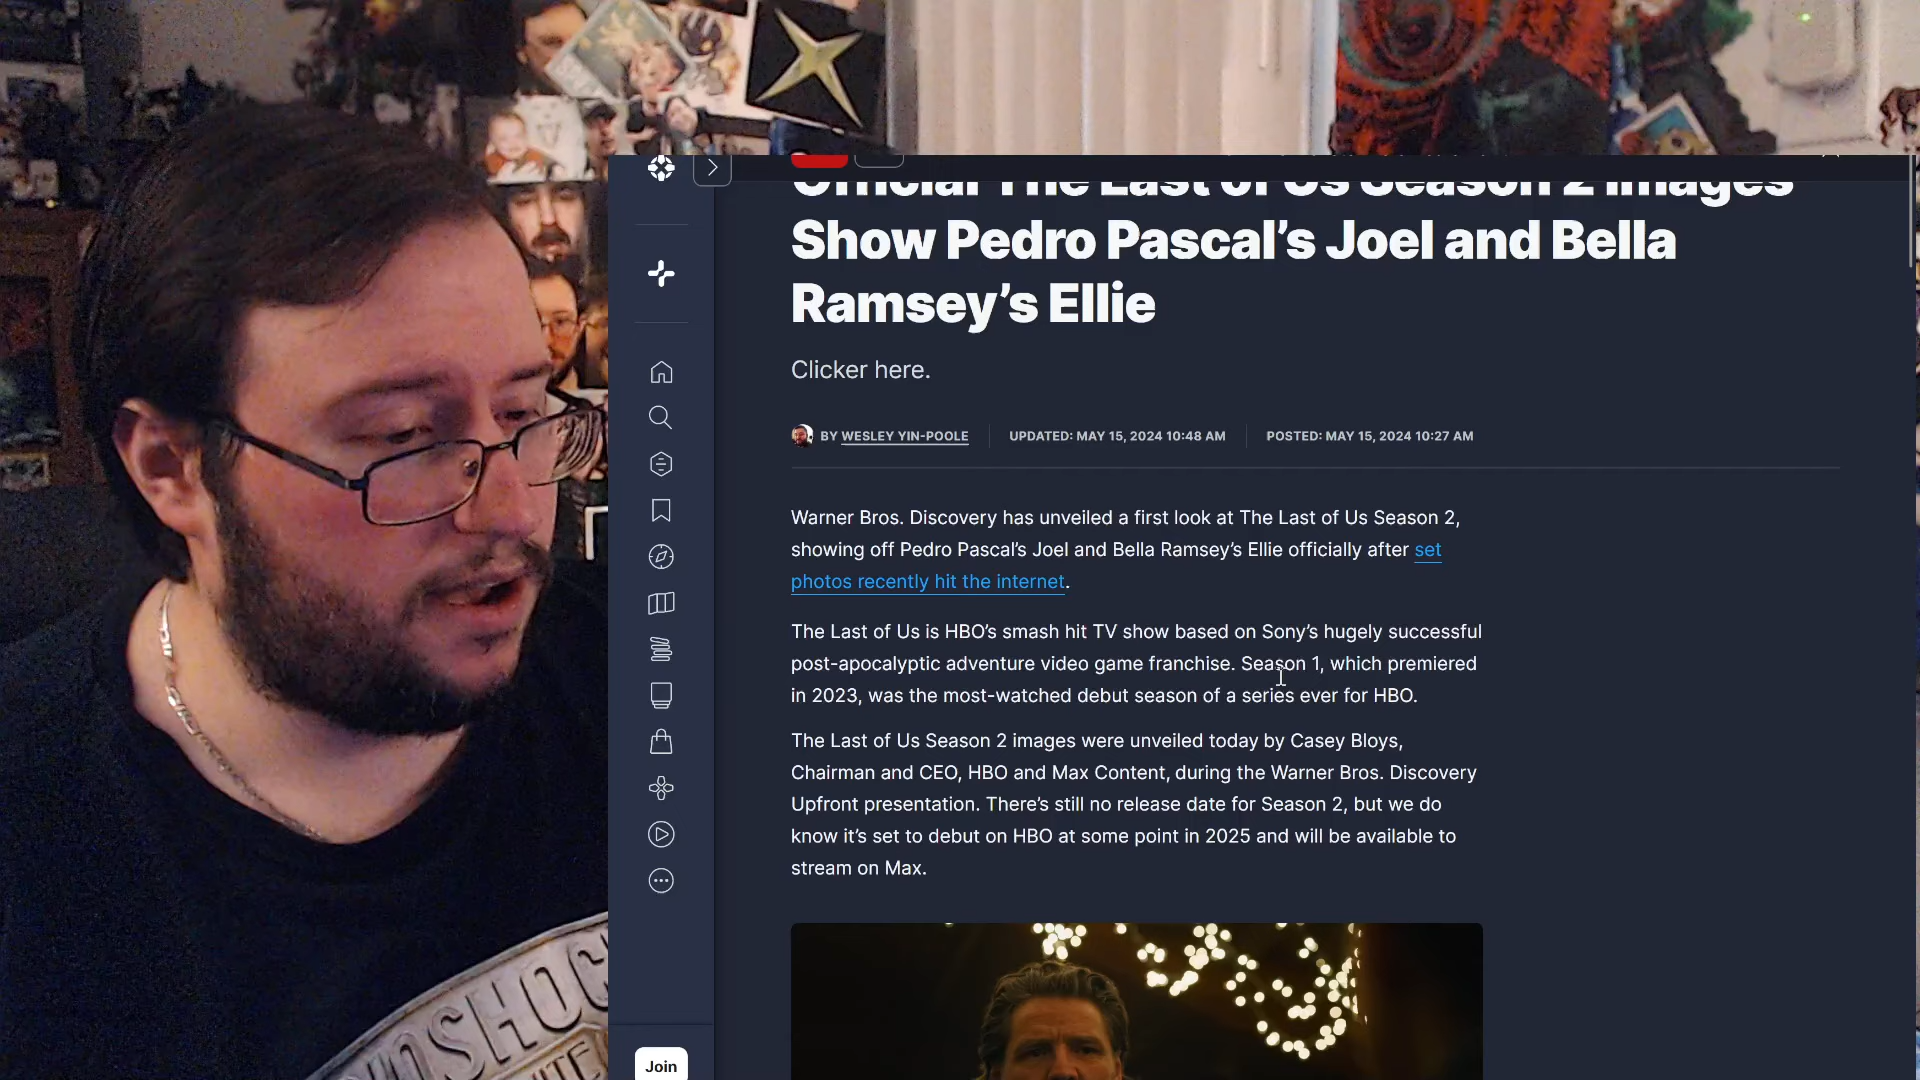 Official The Last of Us Season 2 Images
Show Pedro Pascal’s Joel and Bella
Ramsey’s Ellie
Clicker here.
BY WESLEY YIN-POOLE UPDATED: MAY 15, 2024 10:48 AM POSTED: MAY 15, 2024 10:27 AM
Warner Bros. Discovery has unveiled a first look at The Last of Us Season 2,
showing off Pedro Pascal’s Joel and Bella Ramsey’s Ellie officially after set
photos recently hit the internet.
The Last of Us is HBO’s smash hit TV show based on Sony’s hugely successful
post-apocalyptic adventure video game franchise. Season 1, which premiered
in 2023, was the most-watched debut season of a series ever for HBO.
The Last of Us Season 2 images were unveiled today by Casey Bloys,
Chairman and CEO, HBO and Max Content, during the Warner Bros. Discovery
Upfront presentation. There’s still no release date for Season 2, but we do
know it’s set to debut on HBO at some point in 2025 and will be available to
stream on Max.
Join